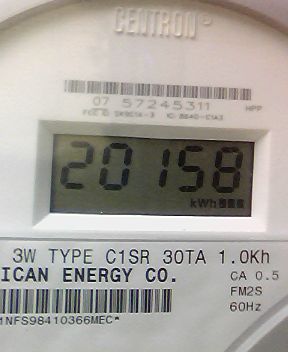 CENTRON®
07 57245311 HPP
20158
kWh
3W TYPE C1SR 30TA 1.0Kh
ICAN ENERGY CO. CA 0.5
FM2S
60Hz
1NFS98410366MEC*